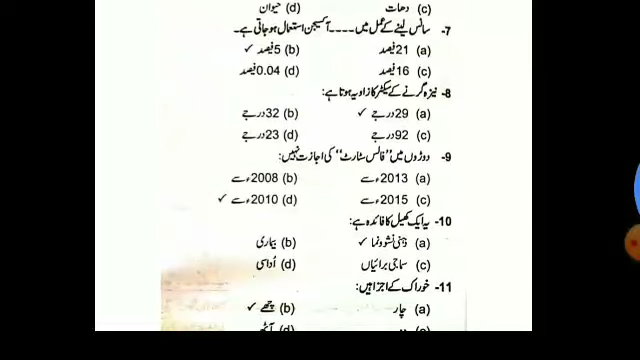 (c) دھات (d) حیوان
7- سانس لینے کے عمل میں ---- آکسیجن استعمال ہو جاتی ہے۔
(a) 21 فیصد (b) 5 فیصد ✓
(c) 16 فیصد (d) 0.04 فیصد
8- نیزہ گرنے کے سیکٹر کا زاویہ ہوتا ہے:
(a) 29 درجے ✓ (b) 32 درجے
(c) 92 درجے (d) 23 درجے
9- دوڑوں میں ”فالس سٹارٹ“ کی اجازت نہیں:
(a) 2013ء سے (b) 2008ء سے
(c) 2015ء سے (d) 2010ء سے ✓
10- یہ ایک کھیل کا فائدہ ہے:
(a) ذہنی نشوونما ✓ (b) بیماری
(c) سماجی برائیاں (d) اُداسی
11- خوراک کے اجزا ہیں:
(a) چار (b) چھے ✓
(d) آٹھ